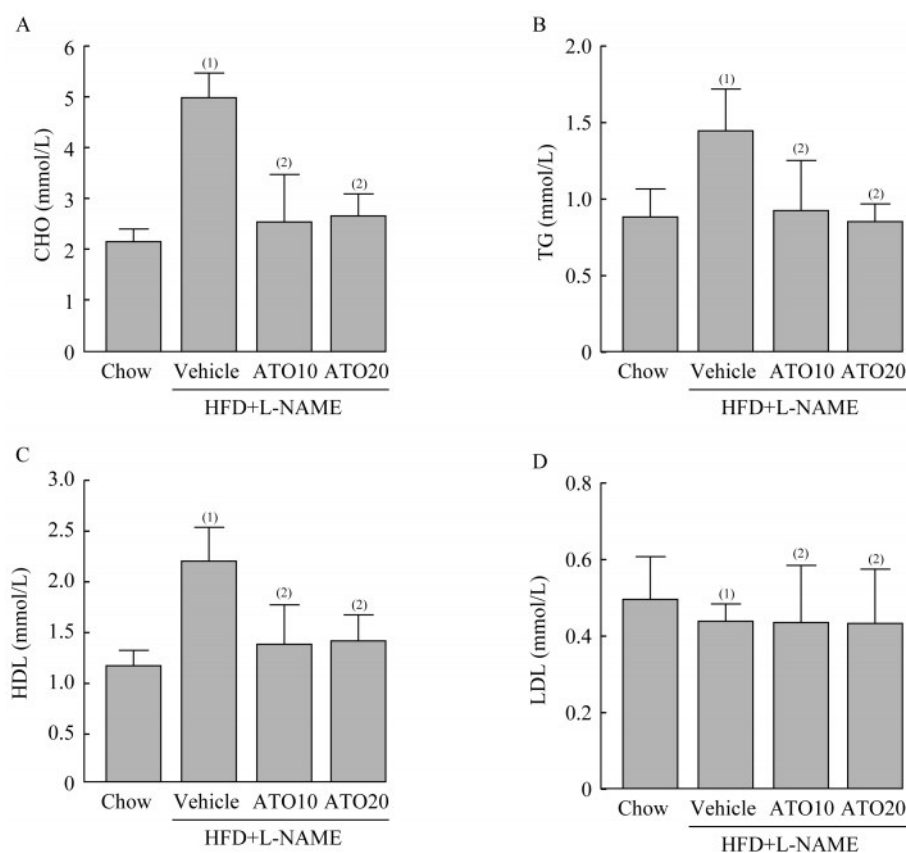 A
CHO (mmol/L)
6
5
4
3
2
1
0
(1)
(2)
(2)
Chow
Vehicle
ATO10
ATO20
HFD+L-NAME
B
TG (mmol/L)
2.0
1.5
1.0
0.5
0
(1)
(2)
(2)
Chow
Vehicle
ATO10
ATO20
HFD+L-NAME
C
HDL (mmol/L)
3.0
2.5
2.0
1.5
1.0
0.5
0
(1)
(2)
(2)
Chow
Vehicle
ATO10
ATO20
HFD+L-NAME
D
LDL (mmol/L)
0.8
0.6
0.4
0.2
0
(1)
(2)
(2)
Chow
Vehicle
ATO10
ATO20
HFD+L-NAME